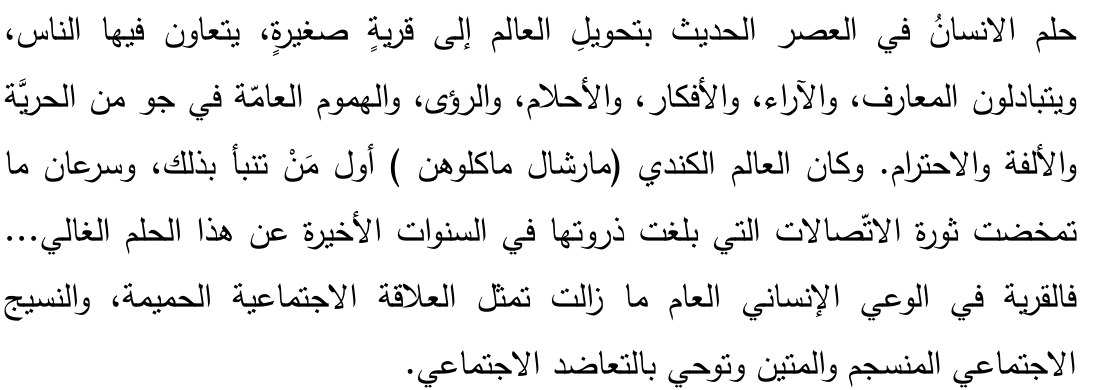 حلم الانسانُ في العصر الحديث بتحويلِ العالم إلى قريةٍ صغيرةٍ، يتعاون فيها الناس،
ويتبادلون المعارف، والآراء، والأفكار، والأحلام، والرؤى، والهموم العامّة في جو من الحريَّة
والألفة والاحترام. وكان العالم الكندي (مارشال ماكلوهن ) أول مَنْ تنبأ بذلك، وسرعان ما
تمخضت ثورة الاتّصالات التي بلغت ذروتها في السنوات الأخيرة عن هذا الحلم الغالي...
فالقرية في الوعي الإنساني العام ما زالت تمثل العلاقة الاجتماعية الحميمة، والنسيج
الاجتماعي المنسجم والمتين وتوحي بالتعاضد الاجتماعي.